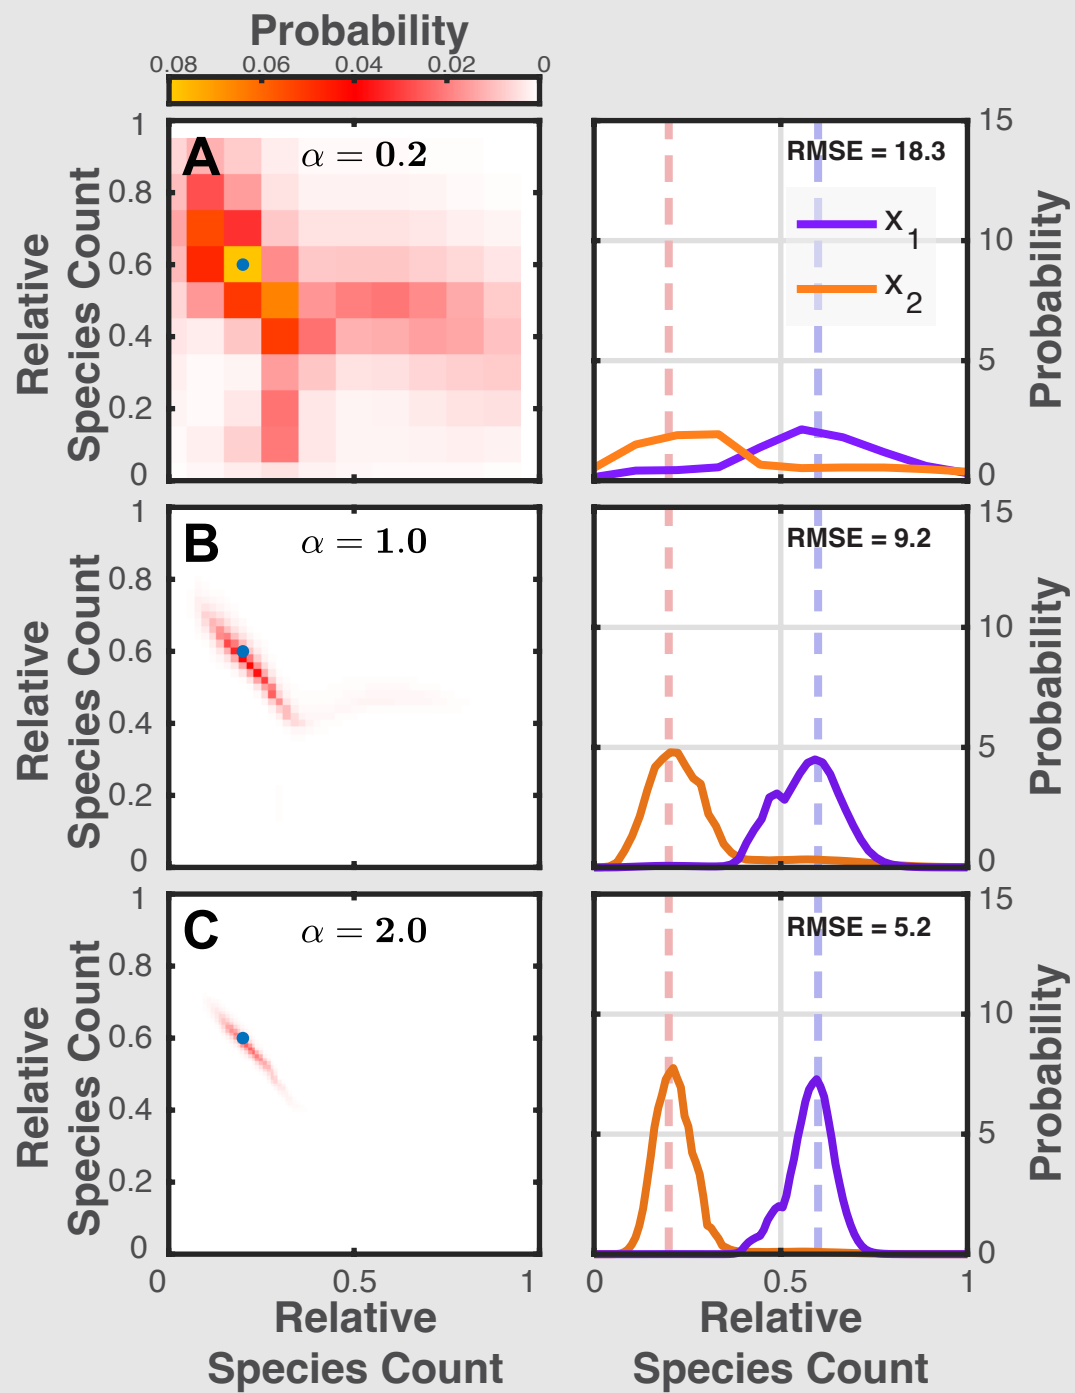 Probability
0.08 0.06 0.04 0.02 0
A
α = 0.2
1
0.8
0.6
0.4
0.2
0
Relative
Species Count
RMSE = 18.3
x1
x2
15
10
5
0
Probability
B
α = 1.0
1
0.8
0.6
0.4
0.2
0
Relative
Species Count
RMSE = 9.2
15
10
5
0
Probability
C
α = 2.0
1
0.8
0.6
0.4
0.2
0
Relative
Species Count
RMSE = 5.2
15
10
5
0
Probability
0 0.5 1
Relative
Species Count
0 0.5 1
Relative
Species Count